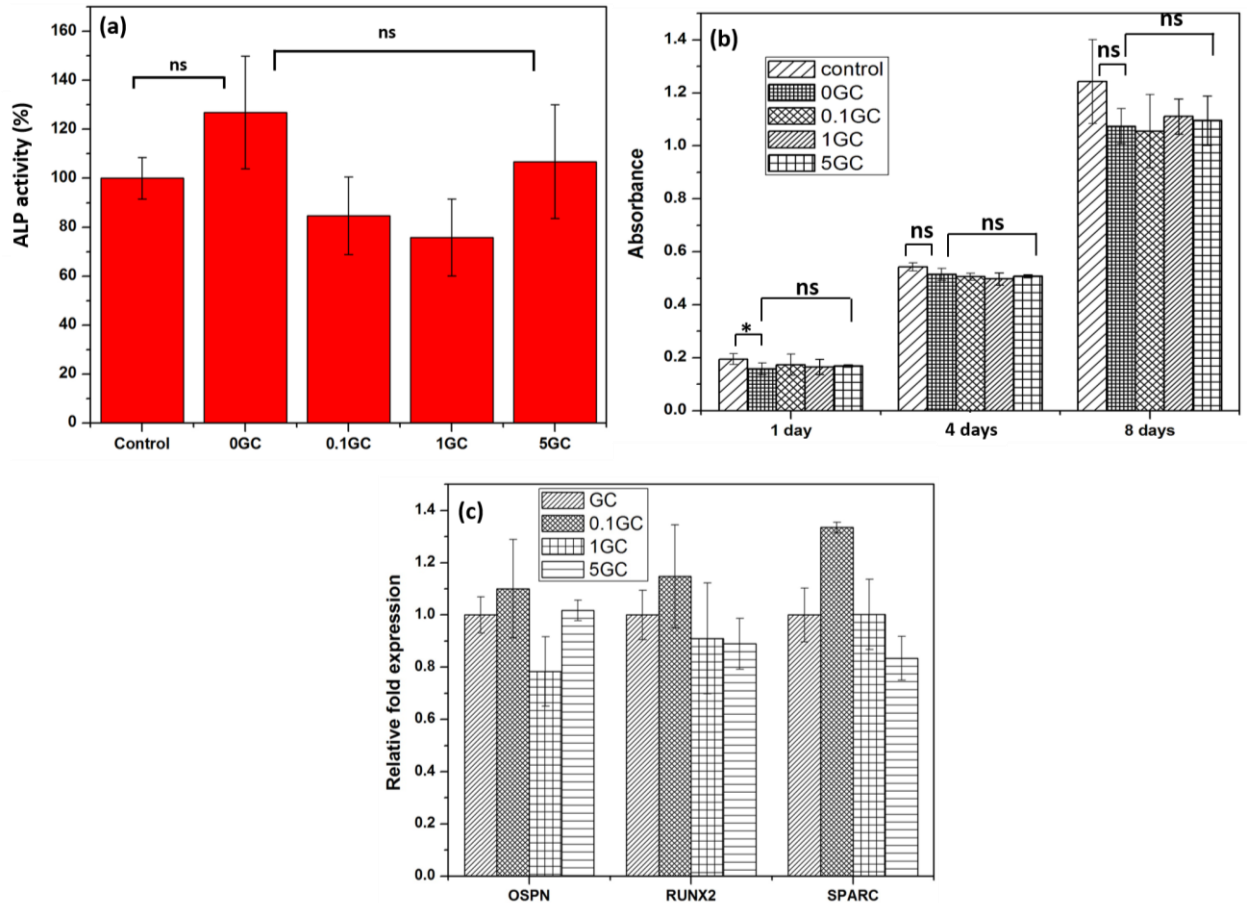 (a)
ns
ns
ALP activity (%)
160
140
120
100
80
60
40
20
0
Control 0GC 0.1GC 1GC 5GC
(b)
control
0GC
0.1GC
1GC
5GC
ns
ns
ns
ns
ns
*
Absorbance
1.4
1.2
1.0
0.8
0.6
0.4
0.2
0.0
1 day 4 days 8 days
(c)
GC
0.1GC
1GC
5GC
Relative fold expression
1.4
1.2
1.0
0.8
0.6
0.4
0.2
0.0
OSPN RUNX2 SPARC